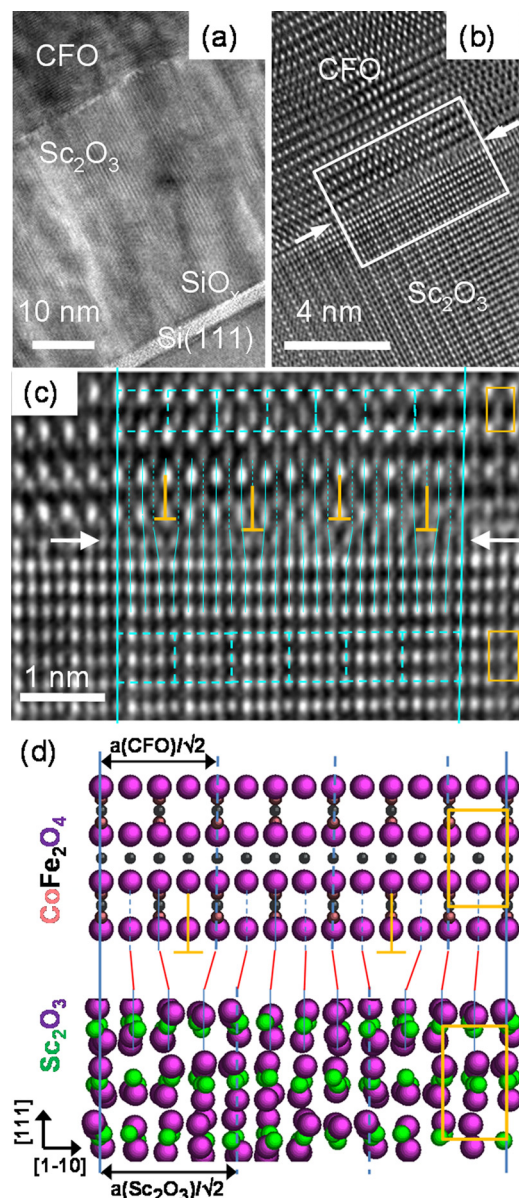 (a)
CFO
Sc₂O₃
SiOₓ
10 nm
Si(111)
(b)
CFO
4 nm
Sc₂O₃
(c)
1 nm
(d)
a(CFO)/√2
CoFe₂O₄
Sc₂O₃
[111]
[1-10]
a(Sc₂O₃)/√2